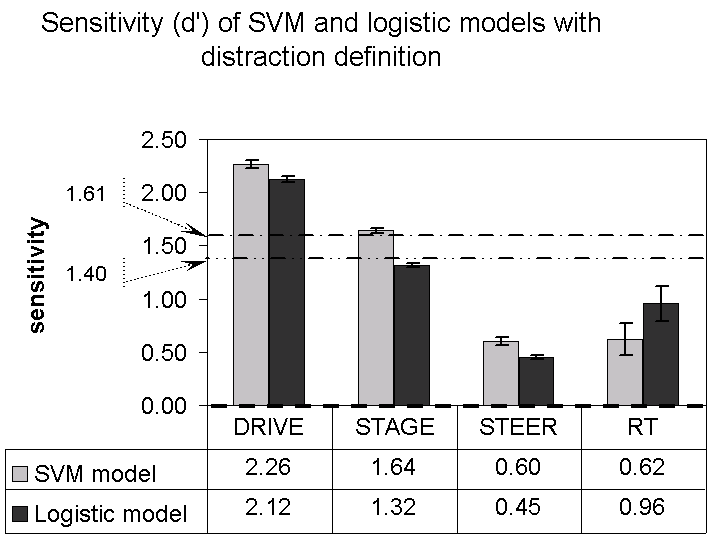 Sensitivity (d') of SVM and logistic models with
distraction definition
2.50
2.00
1.50
1.00
0.50
0.00
1.61
1.40
sensitivity
DRIVE STAGE STEER RT
SVM model 2.26 1.64 0.60 0.62
Logistic model 2.12 1.32 0.45 0.96